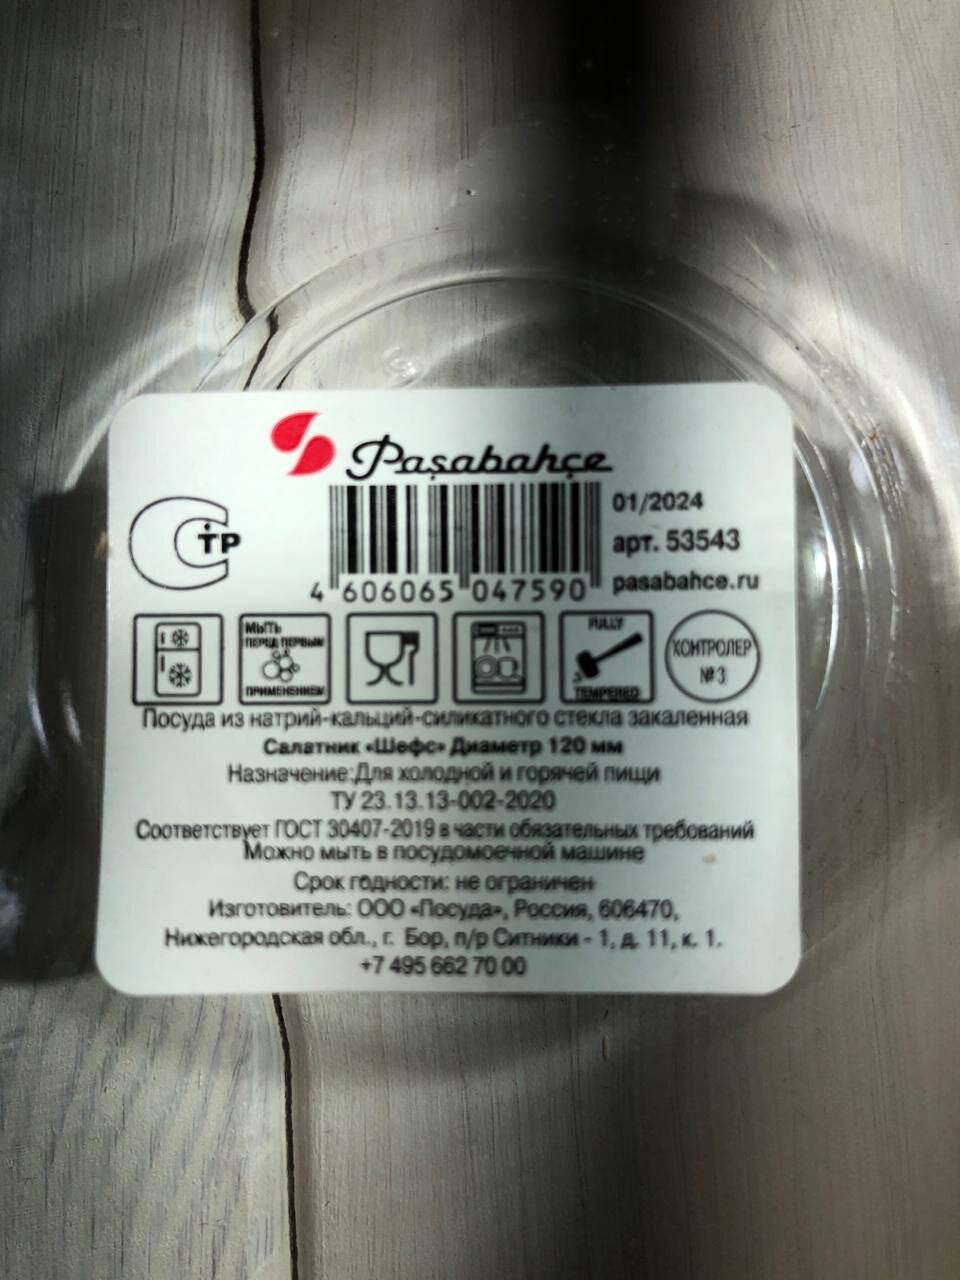 Paşabahçe
СТР
01/2024
арт. 53543
pasabahce.ru
4 606065 047590
МЫТЬ
ПЕРЕД ПЕРВЫМ
ПРИМЕНЕНИЕМ
FULLY
TEMPERED
КОНТРОЛЕР
№3
Посуда из натрий-кальций-силикатного стекла закаленная
Салатник «Шефс» Диаметр 120 мм
Назначение:Для холодной и горячей пищи
ТУ 23.13.13-002-2020
Соответствует ГОСТ 30407-2019 в части обязательных требований
Можно мыть в посудомоечной машине
Срок годности: не ограничен
Изготовитель: ООО «Посуда», Россия, 606470,
Нижегородская обл., г. Бор, п/р Ситники - 1, д. 11, к. 1.
+7 495 662 70 00